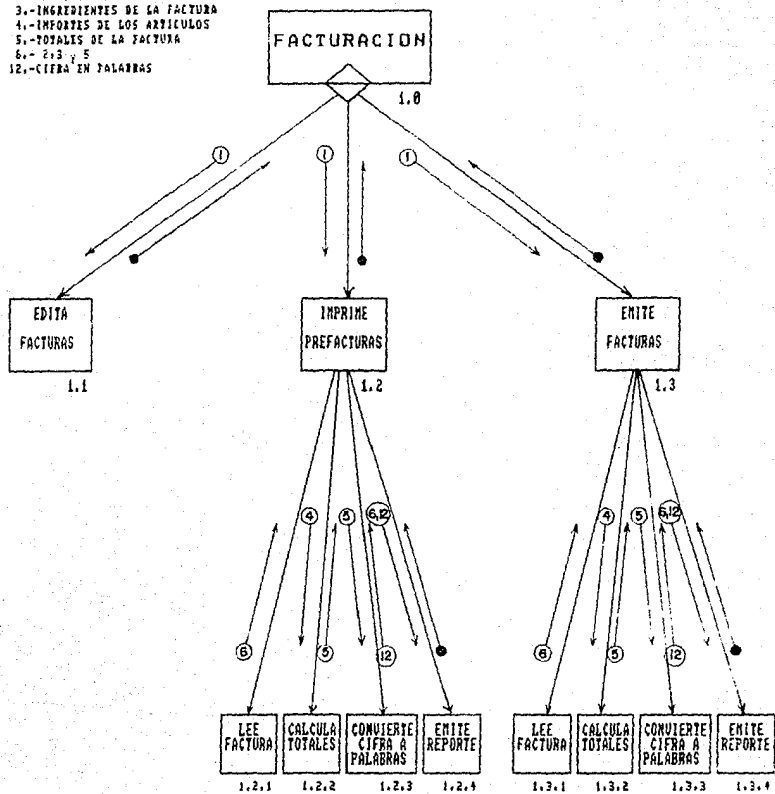 3.-INGREDIENTES DE LA FACTURA
4.-IMPORTES DE LOS ARTICULOS
5.-TOTALES DE LA FACTURA
6.- 2,3 y 5
12.-CIFRA EN PALABRAS
FACTURACION
1.0
1
1
1
EDITA
FACTURAS
1.1
IMPRIME
PREFACTURAS
1.2
EMITE
FACTURAS
1.3
4
5
6,12
4
5
6,12
6
5
12
6
5
12
LEE
FACTURA
1.2.1
CALCULA
TOTALES
1.2.2
CONVIERTE
CIFRA A
PALABRAS
1.2.3
EMITE
REPORTE
1.2.4
LEE
FACTURA
1.3.1
CALCULA
TOTALES
1.3.2
CONVIERTE
CIFRA A
PALABRAS
1.3.3
EMITE
REPORTE
1.3.4